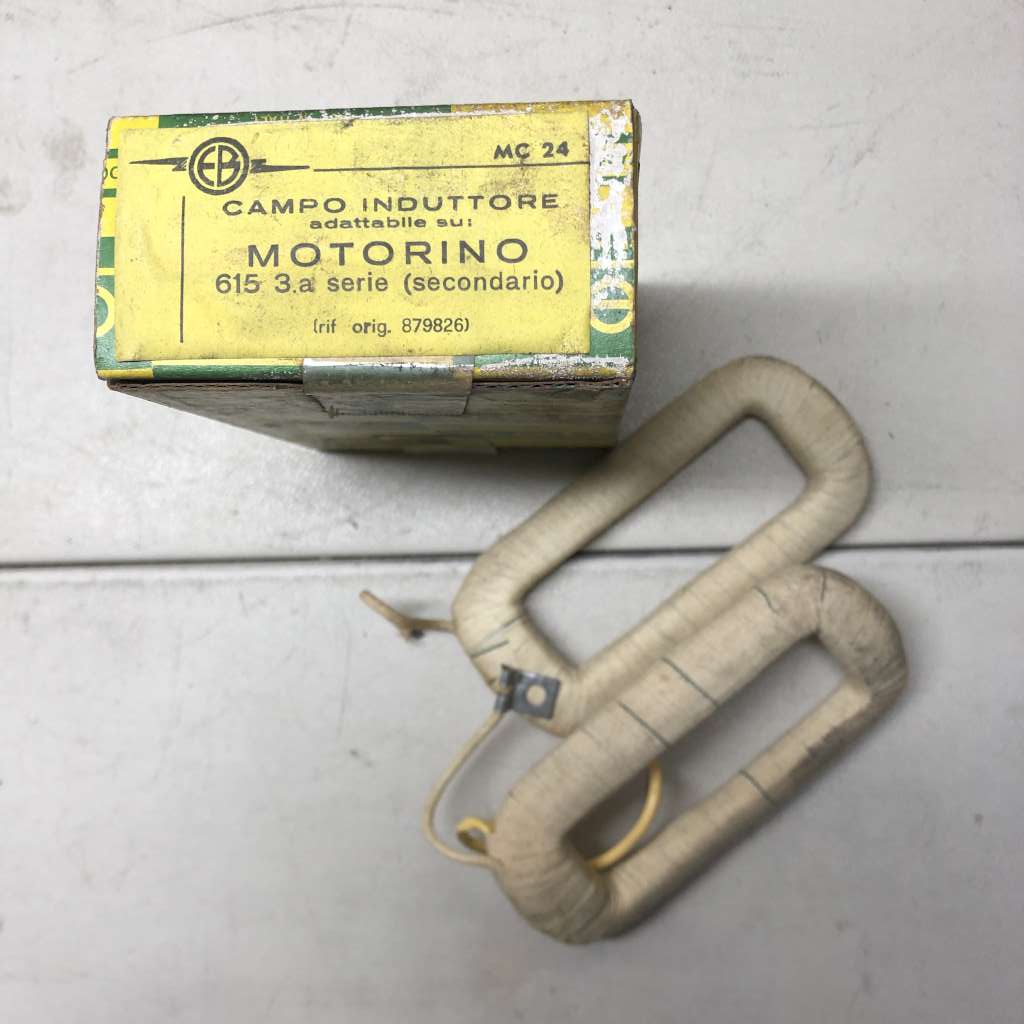 EB
MC 24
CAMPO INDUTTORE
adattabile su:
MOTORINO
615 3.a serie (secondario)
(rif orig. 879826)